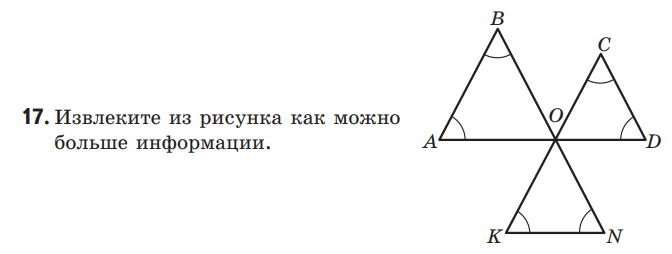 17. Извлеките из рисунка как можно
больше информации.
B
C
O
A
D
K
N